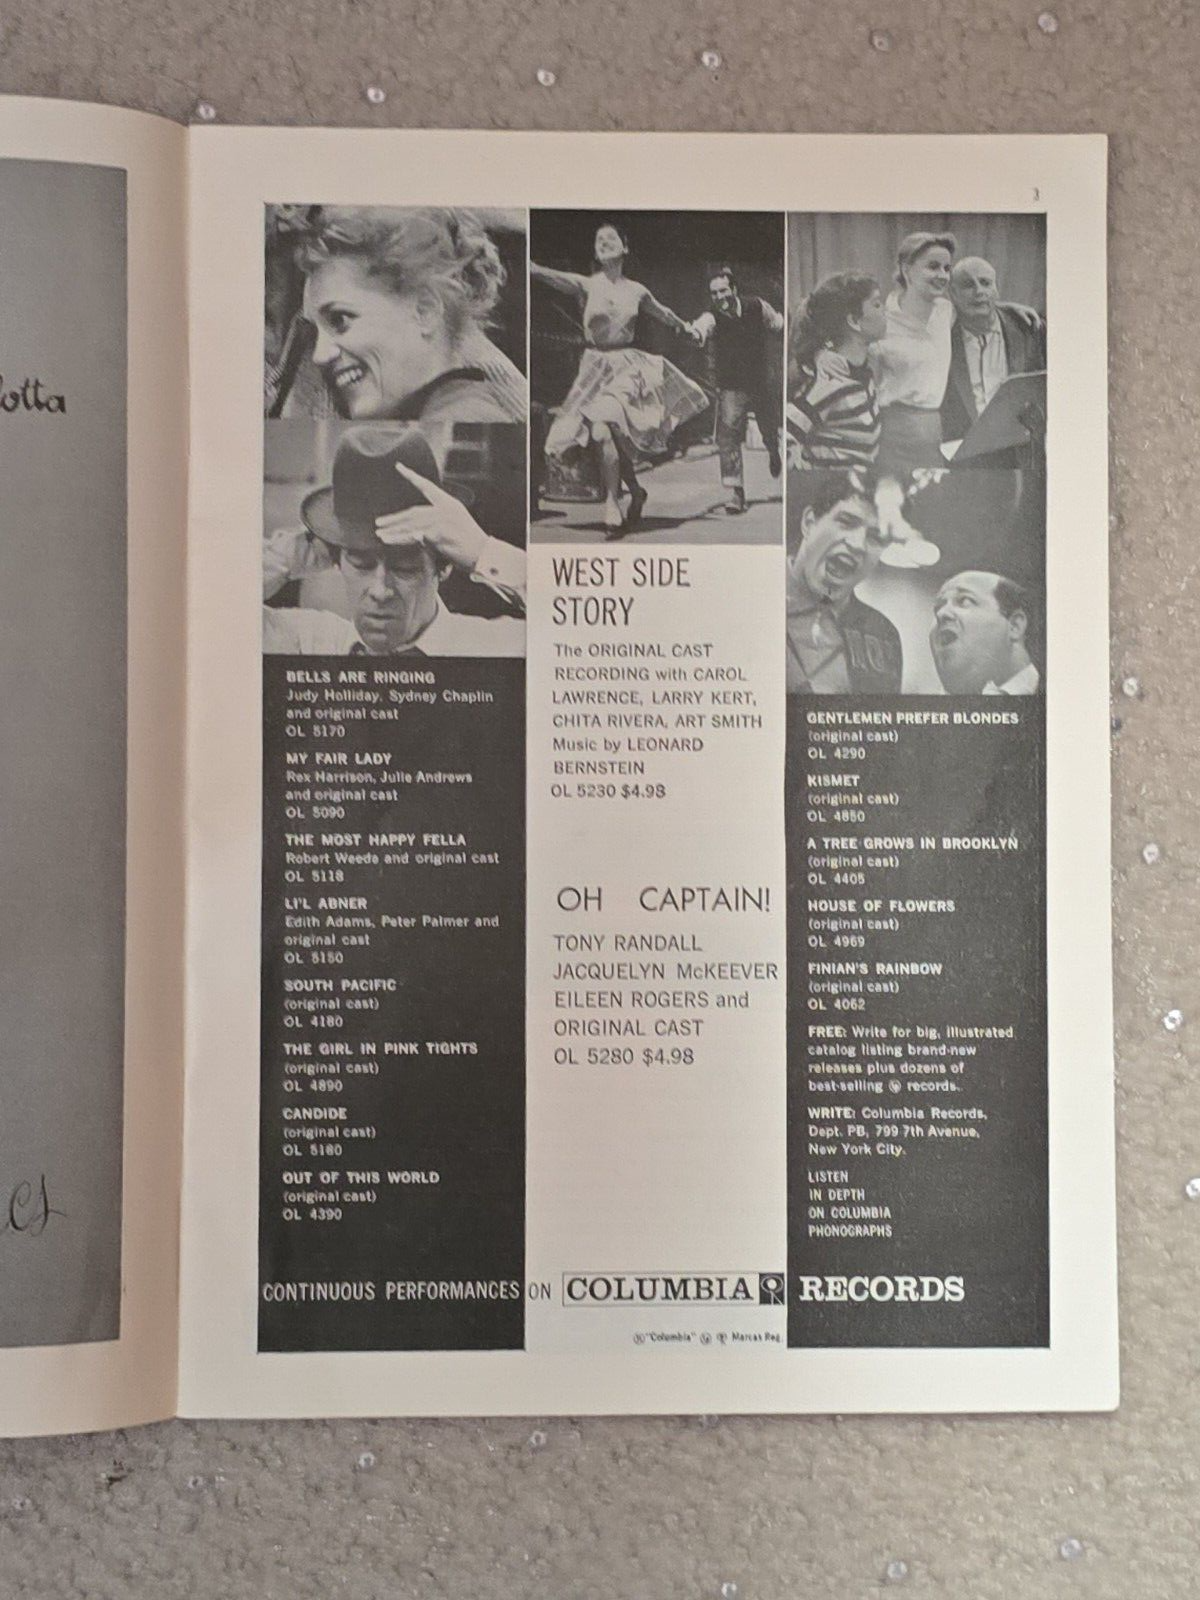 otta
3
BELLS ARE RINGING
Judy Holliday, Sydney Chaplin
and original cast
OL 5170
MY FAIR LADY
Rex Harrison, Julie Andrews
and original cast
OL 5090
THE MOST HAPPY FELLA
Robert Weede and original cast
OL 5118
LI'L ABNER
Edith Adams, Peter Palmer and
original cast
OL 5150
SOUTH PACIFIC
(original cast)
OL 4180
THE GIRL IN PINK TIGHTS
(original cast)
OL 4890
CANDIDE
(original cast)
OL 5180
OUT OF THIS WORLD
(original cast)
OL 4390
WEST SIDE
STORY
The ORIGINAL CAST
RECORDING with CAROL
LAWRENCE, LARRY KERT,
CHITA RIVERA, ART SMITH
Music by LEONARD
BERNSTEIN
OL 5230 $4.98
OH CAPTAIN!
TONY RANDALL
JACQUELYN McKEEVER
EILEEN ROGERS and
ORIGINAL CAST
OL 5280 $4.98
GENTLEMEN PREFER BLONDES
(original cast)
OL 4290
KISMET
(original cast)
OL 4850
A TREE GROWS IN BROOKLYN
(original cast)
OL 4405
HOUSE OF FLOWERS
(original cast)
OL 4969
FINIAN'S RAINBOW
(original cast)
OL 4062
FREE: Write for big, illustrated
catalog listing brand-new
releases plus dozens of
best-selling records.
WRITE: Columbia Records,
Dept. PB, 799 7th Avenue,
New York City.
LISTEN
IN DEPTH
ON COLUMBIA
PHONOGRAPHS
CONTINUOUS PERFORMANCES ON COLUMBIA RECORDS
® "Columbia" Marcas Reg.